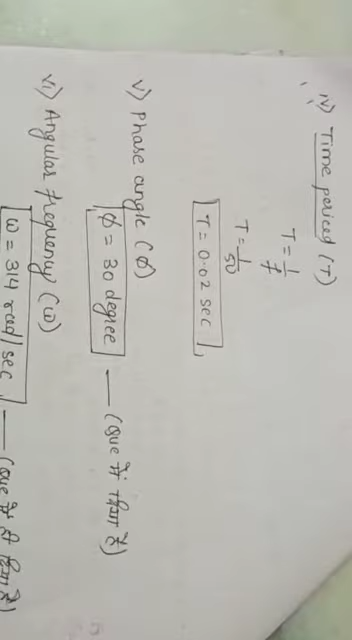 iv) Time period (T)
T = 1/f
T = 1/50
T = 0.02 sec
v) Phase angle (ϕ)
ϕ = 30 degree — (Que में दिया है)
vi) Angular frequency (ω)
ω = 314 rad/sec — (Que में